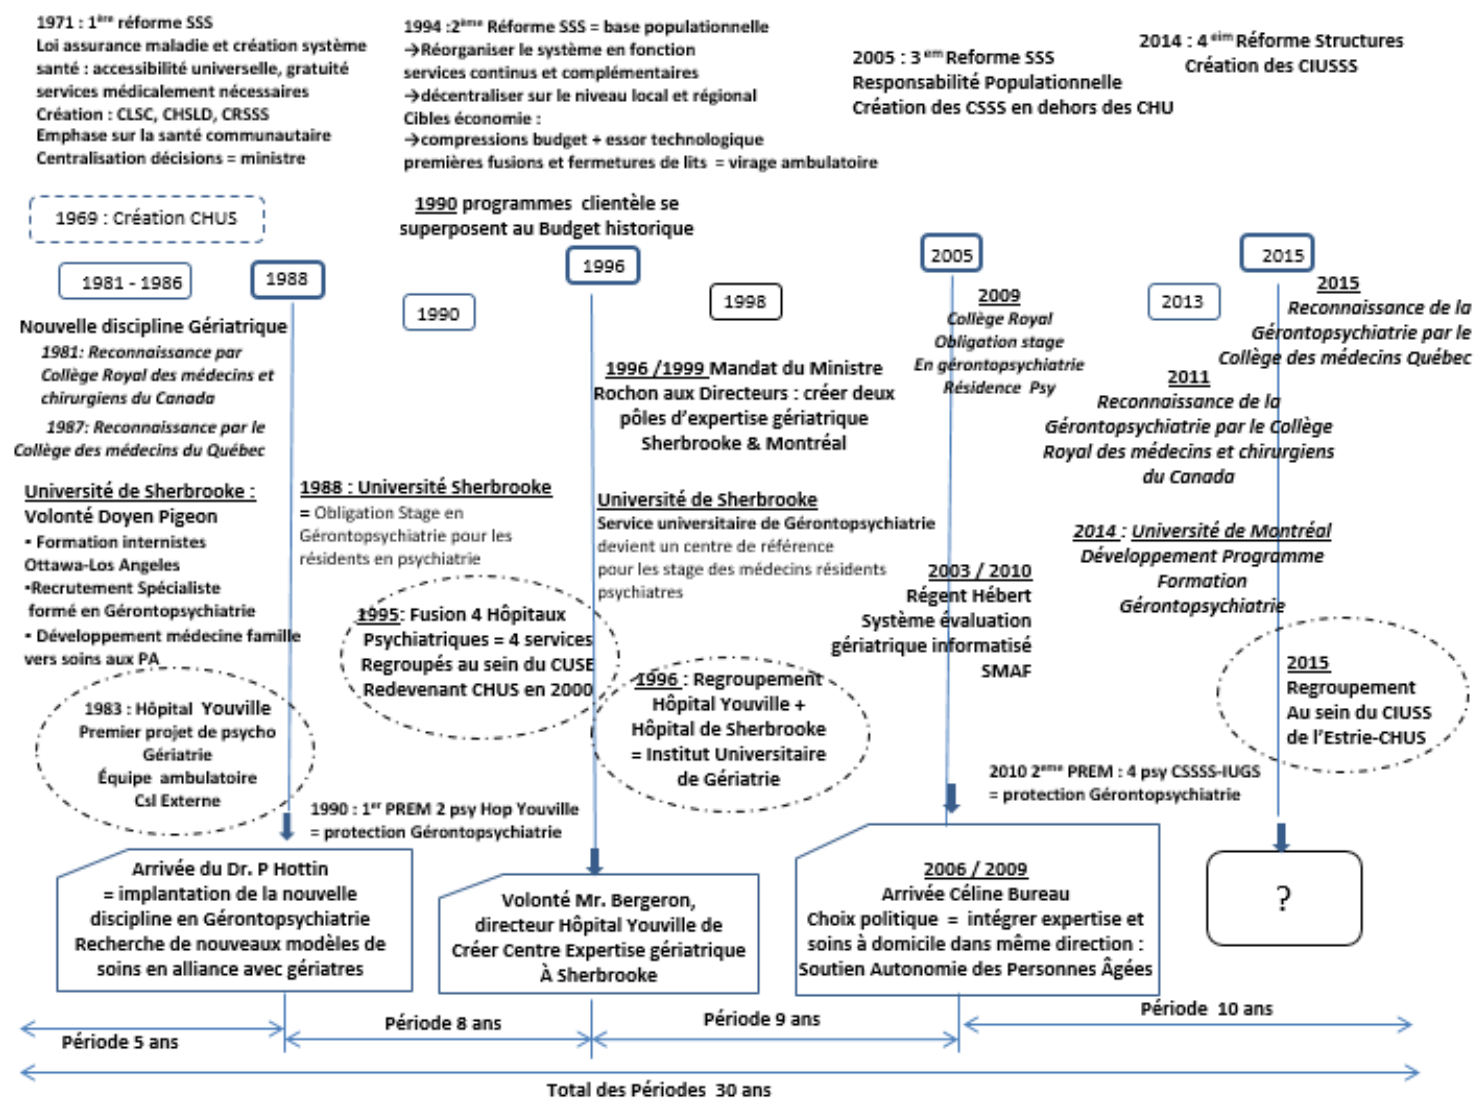 1971 : 1ère réforme SSS
Loi assurance maladie et création système
santé : accessibilité universelle, gratuité
services médicalement nécessaires
Création : CLSC, CHSLD, CRSSS
Emphase sur la santé communautaire
Centralisation décisions = ministre
1994 :2ème Réforme SSS = base populationnelle
→Réorganiser le système en fonction
services continus et complémentaires
→décentraliser sur le niveau local et régional
Cibles économie :
→compressions budget + essor technologique
premières fusions et fermetures de lits = virage ambulatoire
2005 : 3em Reforme SSS
Responsabilité Populationnelle
Création des CSSS en dehors des CHU
2014 : 4eim Réforme Structures
Création des CIUSSS
1969 : Création CHUS
1990 programmes clientèle se
superposent au Budget historique
1981 - 1986
1988
1990
1996
1998
2005
2013
2015
Nouvelle discipline Gériatrique
1981: Reconnaissance par
Collège Royal des médecins et
chirurgiens du Canada
1987: Reconnaissance par le
Collège des médecins du Québec
Université de Sherbrooke :
Volonté Doyen Pigeon
▪ Formation internistes
Ottawa-Los Angeles
▪Recrutement Spécialiste
formé en Gérontopsychiatrie
▪ Développement médecine famille
vers soins aux PA
1983 : Hôpital Youville
Premier projet de psycho
Gériatrie
Équipe ambulatoire
Csl Externe
1988 : Université Sherbrooke
= Obligation Stage en
Gérontopsychiatrie pour les
résidents en psychiatrie
1995: Fusion 4 Hôpitaux
Psychiatriques = 4 services
Regroupés au sein du CUSE
Redevenant CHUS en 2000
1990 : 1er PREM 2 psy Hop Youville
= protection Gérontopsychiatrie
1996 /1999 Mandat du Ministre
Rochon aux Directeurs : créer deux
pôles d'expertise gériatrique
Sherbrooke & Montréal
Université de Sherbrooke
Service universitaire de Gérontopsychiatrie
devient un centre de référence
pour les stage des médecins résidents
psychiatres
1996 : Regroupement
Hôpital Youville +
Hôpital de Sherbrooke
= Institut Universitaire
de Gériatrie
2009
Collège Royal
Obligation stage
En gérontopsychiatrie
Résidence Psy
2003 / 2010
Régent Hébert
Système évaluation
gériatrique informatisé
SMAF
2010 2eme PREM : 4 psy CSSSS-IUGS
= protection Gérontopsychiatrie
2015
Reconnaissance de la
Gérontopsychiatrie par le
Collège des médecins Québec
2011
Reconnaissance de la
Gérontopsychiatrie par le Collège
Royal des médecins et chirurgiens
du Canada
2014 : Université de Montréal
Développement Programme
Formation
Gérontopsychiatrie
2015
Regroupement
Au sein du CIUSS
de l'Estrie-CHUS
Arrivée du Dr. P Hottin
= implantation de la nouvelle
discipline en Gérontopsychiatrie
Recherche de nouveaux modèles de
soins en alliance avec gériatres
Volonté Mr. Bergeron,
directeur Hôpital Youville de
Créer Centre Expertise gériatrique
À Sherbrooke
2006 / 2009
Arrivée Céline Bureau
Choix politique = intégrer expertise et
soins à domicile dans même direction :
Soutien Autonomie des Personnes Âgées
?
Période 5 ans
Période 8 ans
Période 9 ans
Période 10 ans
Total des Périodes 30 ans